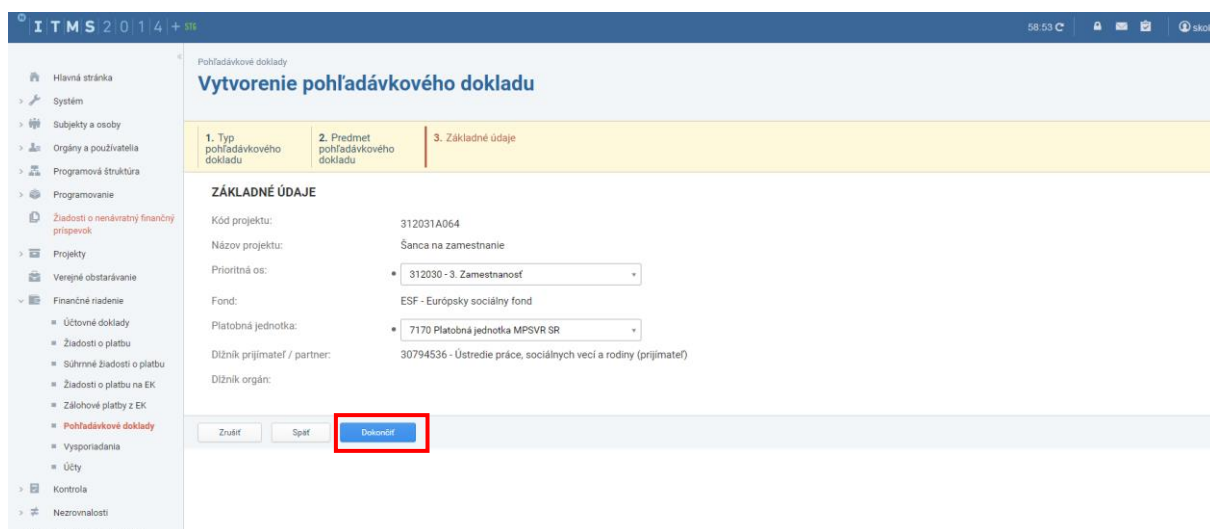 ITMS2014+ STG
58:53
Hlavná stránka
Systém
Subjekty a osoby
Orgány a používatelia
Programová štruktúra
Programovanie
Žiadosti o nenávratný finančný
príspevok
Projekty
Verejné obstarávanie
Finančné riadenie
Účtovné doklady
Žiadosti o platbu
Súhrnné žiadosti o platbu
Žiadosti o platbu na EK
Zálohové platby z EK
Pohľadávkové doklady
Vysporiadania
Účty
Kontrola
Nezrovnalosti
Pohľadávkové doklady
Vytvorenie pohľadávkového dokladu
1. Typ
pohľadávkového
dokladu
2. Predmet
pohľadávkového
dokladu
3. Základné údaje
ZÁKLADNÉ ÚDAJE
Kód projektu: 312031A064
Názov projektu: Šanca na zamestnanie
Prioritná os: 312030 - 3. Zamestnanosť
Fond: ESF - Európsky sociálny fond
Platobná jednotka: 7170 Platobná jednotka MPSVR SR
Dlžník prijímateľ / partner: 30794536 - Ústredie práce, sociálnych vecí a rodiny (prijímateľ)
Dlžník orgán:
Zrušiť Späť Dokončiť